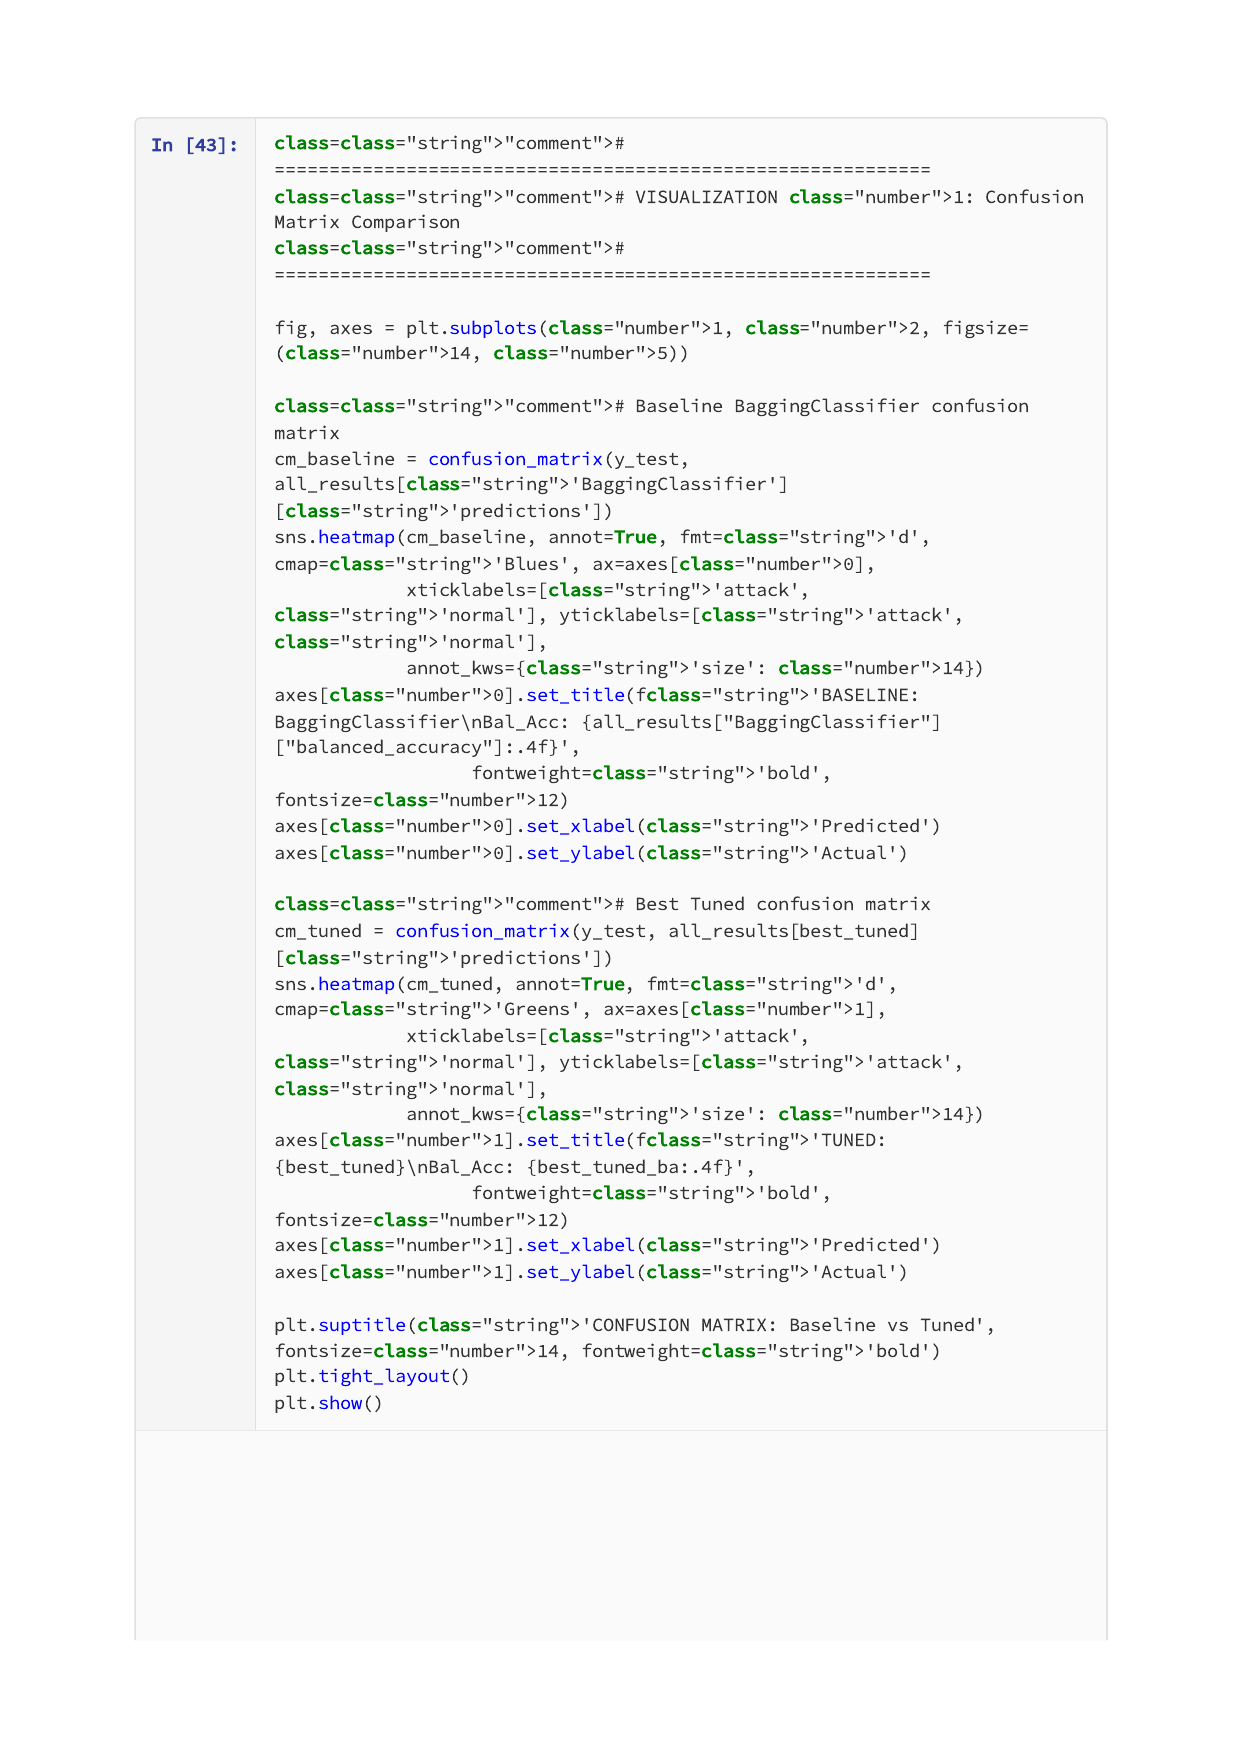 In [43]:
class=class="string">"comment">#
============================================================
class=class="string">"comment"># VISUALIZATION class="number">1: Confusion
Matrix Comparison
class=class="string">"comment">#
============================================================
fig, axes = plt.subplots(class="number">1, class="number">2, figsize=
(class="number">14, class="number">5))
class=class="string">"comment"># Baseline BaggingClassifier confusion
matrix
cm_baseline = confusion_matrix(y_test,
all_results[class="string">'BaggingClassifier']
[class="string">'predictions'])
sns.heatmap(cm_baseline, annot=True, fmt=class="string">'d',
cmap=class="string">'Blues', ax=axes[class="number">0],
            xticklabels=[class="string">'attack',
class="string">'normal'], yticklabels=[class="string">'attack',
class="string">'normal'],
            annot_kws={class="string">'size': class="number">14})
axes[class="number">0].set_title(fclass="string">'BASELINE:
BaggingClassifier\nBal_Acc: {all_results["BaggingClassifier"]
["balanced_accuracy"]:.4f}',
                  fontweight=class="string">'bold',
fontsize=class="number">12)
axes[class="number">0].set_xlabel(class="string">'Predicted')
axes[class="number">0].set_ylabel(class="string">'Actual')
class=class="string">"comment"># Best Tuned confusion matrix
cm_tuned = confusion_matrix(y_test, all_results[best_tuned]
[class="string">'predictions'])
sns.heatmap(cm_tuned, annot=True, fmt=class="string">'d',
cmap=class="string">'Greens', ax=axes[class="number">1],
            xticklabels=[class="string">'attack',
class="string">'normal'], yticklabels=[class="string">'attack',
class="string">'normal'],
            annot_kws={class="string">'size': class="number">14})
axes[class="number">1].set_title(fclass="string">'TUNED:
{best_tuned}\nBal_Acc: {best_tuned_ba:.4f}',
                  fontweight=class="string">'bold',
fontsize=class="number">12)
axes[class="number">1].set_xlabel(class="string">'Predicted')
axes[class="number">1].set_ylabel(class="string">'Actual')
plt.suptitle(class="string">'CONFUSION MATRIX: Baseline vs Tuned',
fontsize=class="number">14, fontweight=class="string">'bold')
plt.tight_layout()
plt.show()